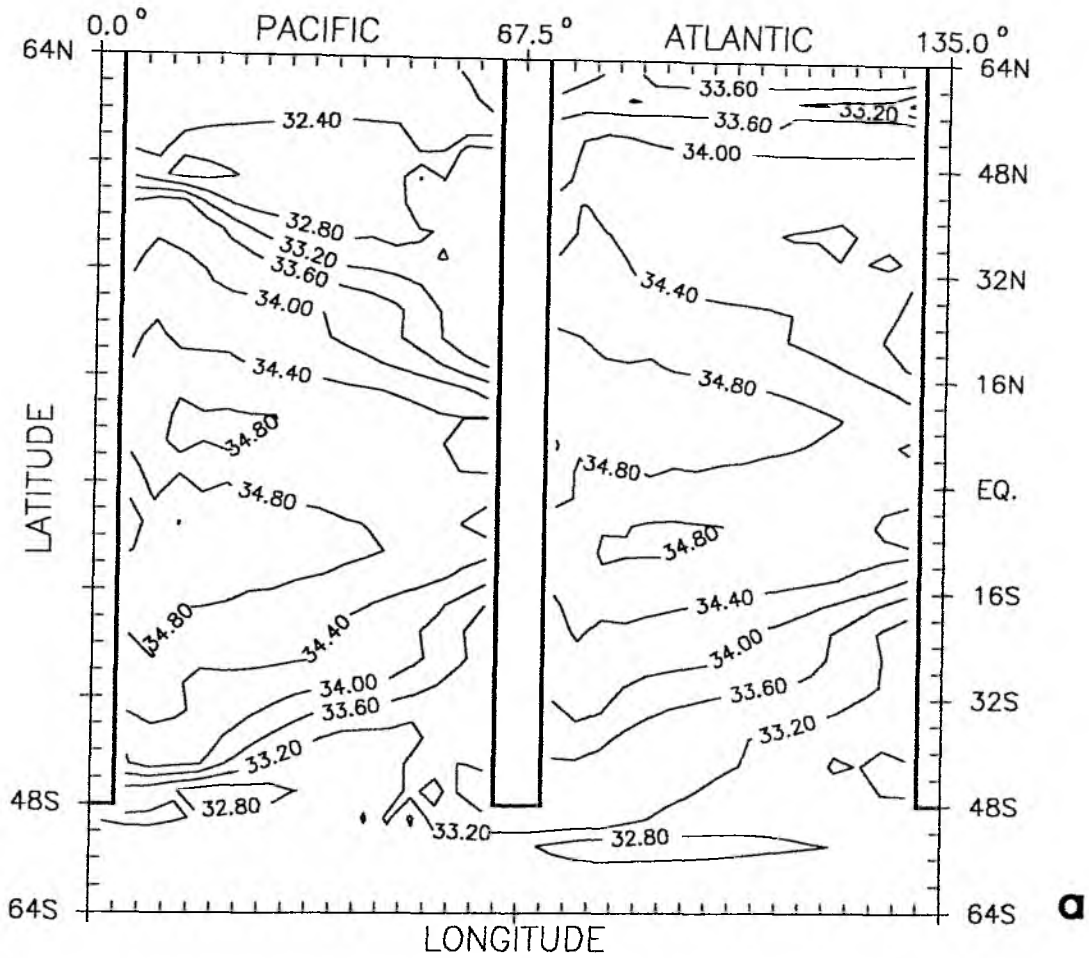 0.0°
PACIFIC
67.5°
ATLANTIC
135.0°
64N
64N
33.60
33.20
32.40
33.60
34.00
48N
32.80
33.20
33.60
34.00
34.40
32N
34.40
34.80
16N
34.80
34.80
34.80
EQ.
LATITUDE
34.80
34.80
34.40
34.40
16S
34.00
34.00
33.60
33.60
32S
33.20
33.20
48S
32.80
33.20
32.80
48S
64S
64S
LONGITUDE
a